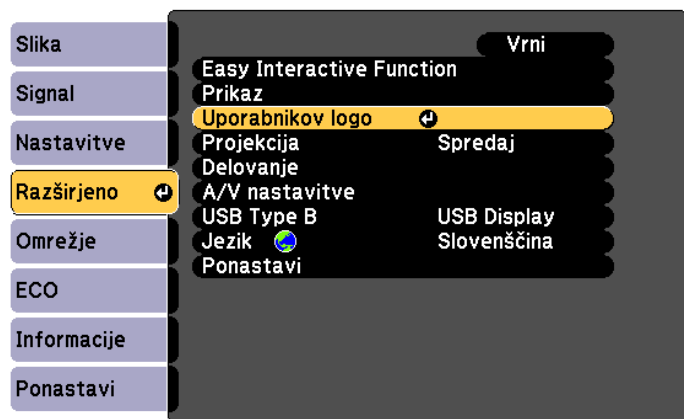 Slika
Signal
Nastavitve
Razširjeno
Omrežje
ECO
Informacije
Ponastavi
Vrni
Easy Interactive Function
Prikaz
Uporabnikov logo
Projekcija Spredaj
Delovanje
A/V nastavitve
USB Type B USB Display
Jezik Slovenščina
Ponastavi